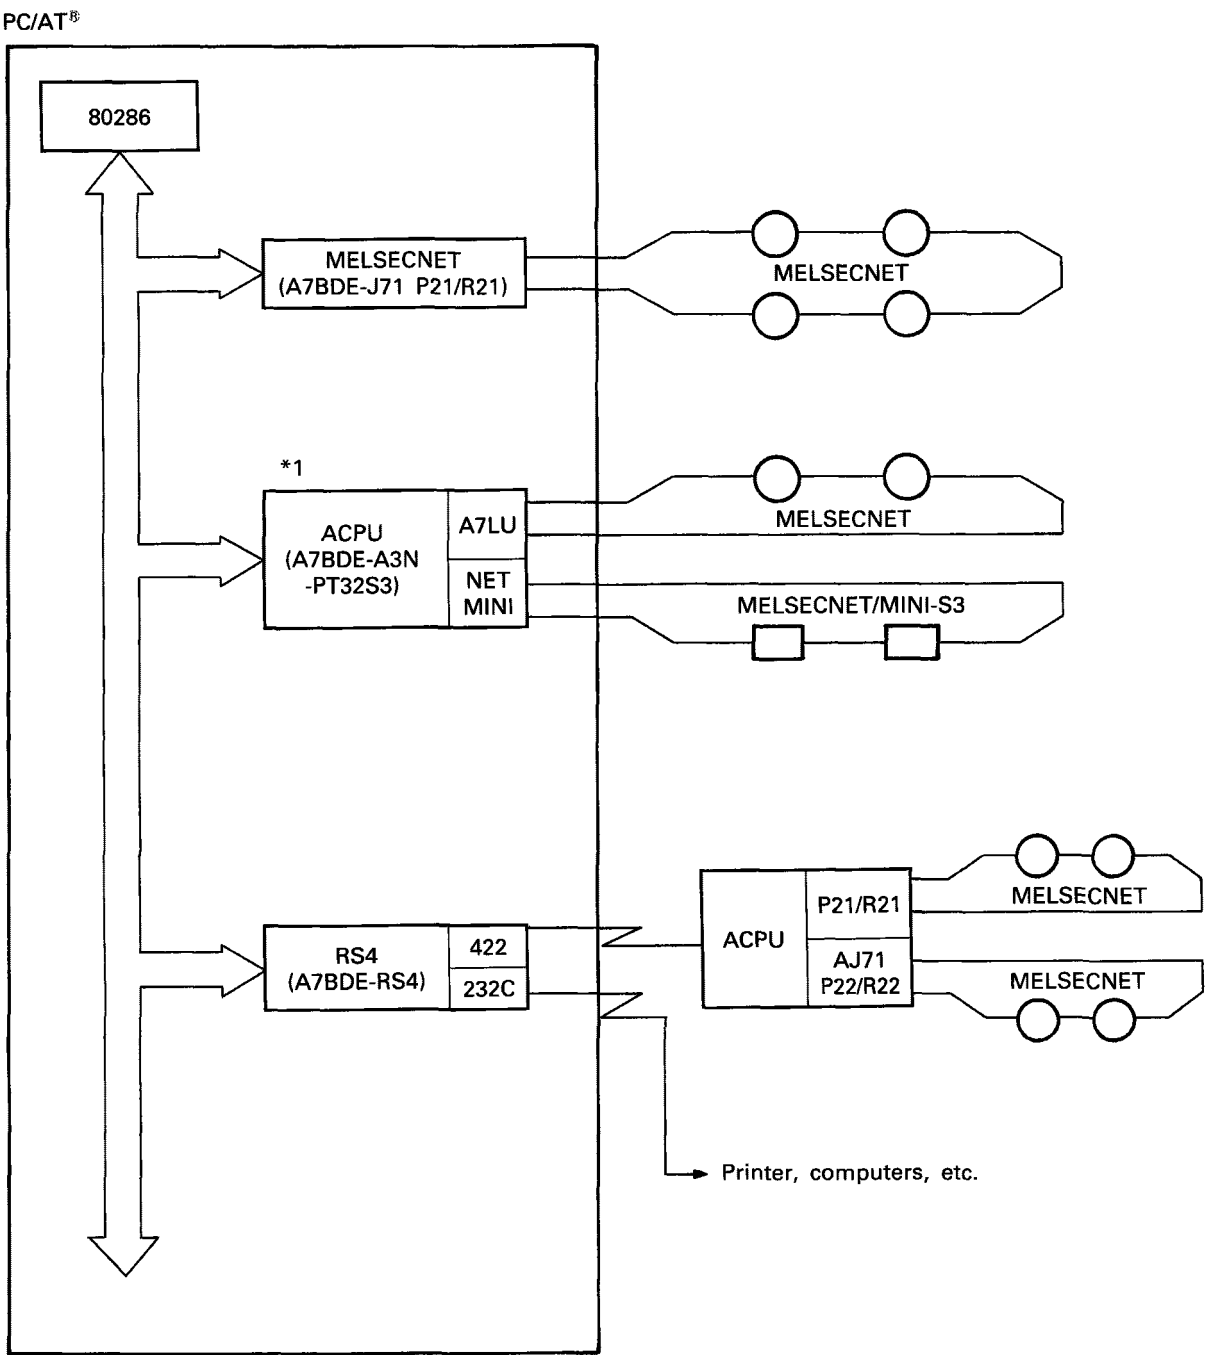 PC/AT®
80286
MELSECNET
(A7BDE-J71 P21/R21)
MELSECNET
*1
ACPU
(A7BDE-A3N
-PT32S3)
A7LU
NET
MINI
MELSECNET
MELSECNET/MINI-S3
RS4
(A7BDE-RS4)
422
232C
ACPU
P21/R21
AJ71
P22/R22
MELSECNET
MELSECNET
Printer, computers, etc.